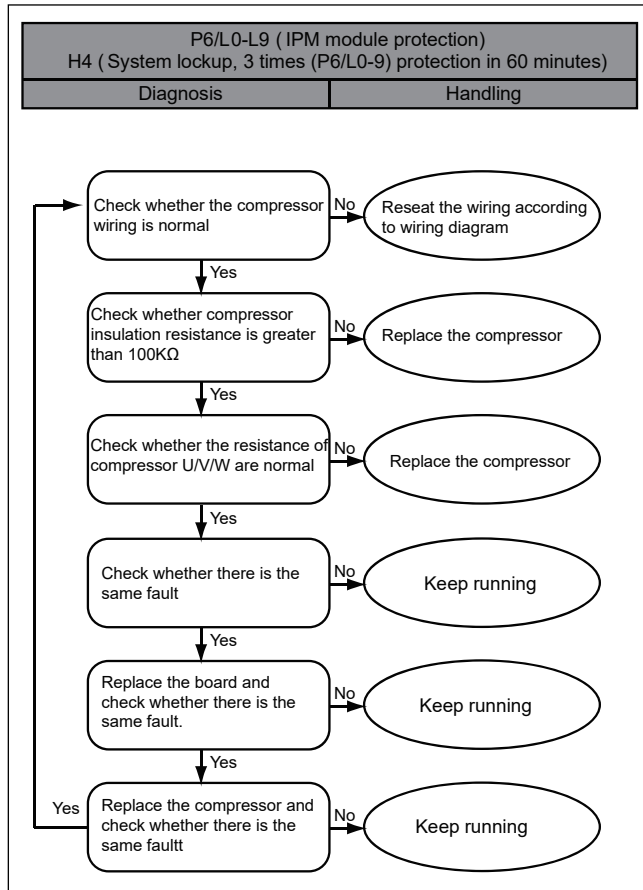 P6/L0-L9 ( IPM module protection)
H4 ( System lockup, 3 times (P6/L0-9) protection in 60 minutes)
Diagnosis
Handling
Check whether the compressor
wiring is normal
No
Reseat the wiring according
to wiring diagram
Yes
Check whether compressor
insulation resistance is greater
than 100KΩ
No
Replace the compressor
Yes
Check whether the resistance of
compressor U/V/W are normal
No
Replace the compressor
Yes
Check whether there is the
same fault
No
Keep running
Yes
Replace the board and
check whether there is the
same fault.
No
Keep running
Yes
Yes
Replace the compressor and
check whether there is the
same faultt
No
Keep running